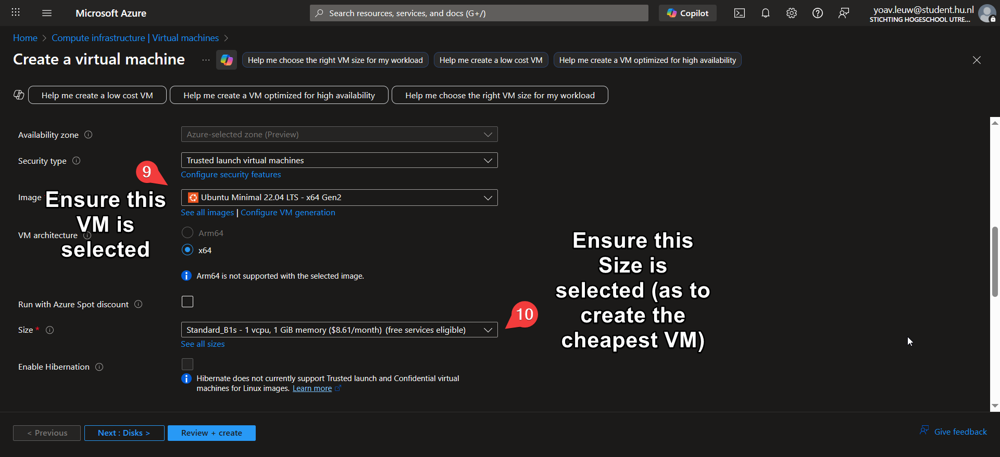 Microsoft Azure
Search resources, services, and docs (G+/)
Copilot
yoav.leuw@student.hu.nl
STICHTING HOGESCHOOL UTRE...
Home > Compute infrastructure | Virtual machines >
Create a virtual machine
...
Help me choose the right VM size for my workload
Help me create a low cost VM
Help me create a VM optimized for high availability
Help me create a low cost VM
Help me create a VM optimized for high availability
Help me choose the right VM size for my workload
Availability zone
Azure-selected zone (Preview)
Security type
Trusted launch virtual machines
Configure security features
9
Ensure this
VM is
selected
Image
Ubuntu Minimal 22.04 LTS - x64 Gen2
See all images | Configure VM generation
VM architecture
Arm64
x64
Arm64 is not supported with the selected image.
Run with Azure Spot discount
Size *
Standard_B1s - 1 vcpu, 1 GiB memory ($8.61/month) (free services eligible)
See all sizes
10
Ensure this
Size is
selected (as to
create the
cheapest VM)
Enable Hibernation
Hibernate does not currently support Trusted launch and Confidential virtual
machines for Linux images. Learn more
< Previous
Next : Disks >
Review + create
Give feedback